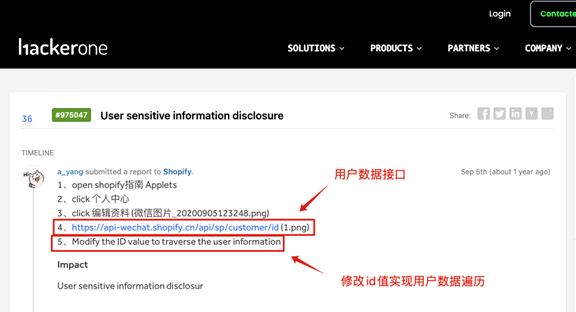 Login
Contacte
hackerone
SOLUTIONS
PRODUCTS
PARTNERS
COMPANY
36
#975047
User sensitive information disclosure
Share:
TIMELINE
a_yang submitted a report to Shopify.
Sep 5th (about 1 year ago)
1、open shopify指南 Applets
2、click 个人中心
3、click 编辑资料 (微信图片_20200905123248.png)
4、https://api-wechat.shopify.cn/api/sp/customer/id (1.png)
5、Modify the ID value to traverse the user information
用户数据接口
修改id值实现用户数据遍历
Impact
User sensitive information disclosur